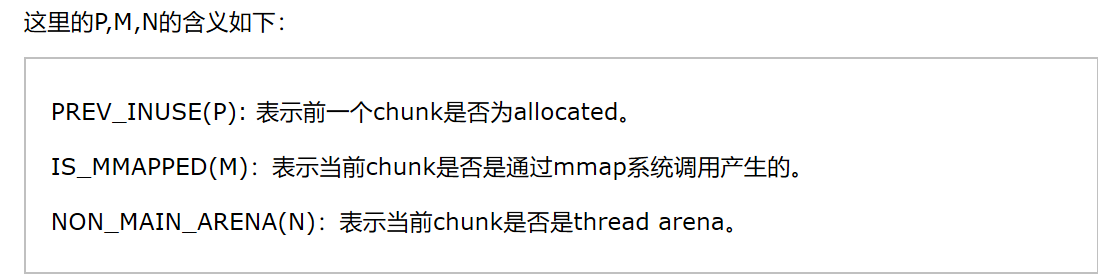 这里的P,M,N的含义如下：
PREV_INUSE(P): 表示前一个chunk是否为allocated。
IS_MMAPPED(M)：表示当前chunk是否是通过mmap系统调用产生的。
NON_MAIN_ARENA(N)：表示当前chunk是否是thread arena。